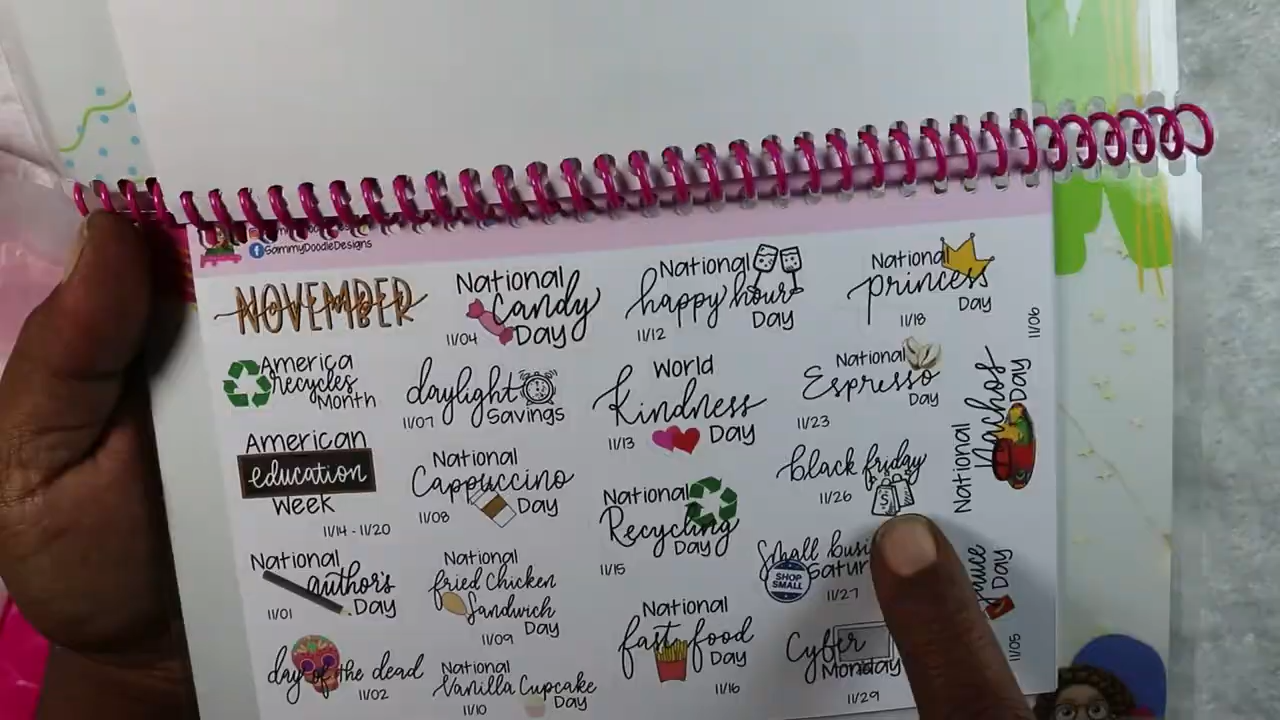 SammyDoodleDesigns
NOVEMBER
America
recycles
Month
American
education
Week
11/14 - 11/20
National
author's
Day
11/01
day of the dead
11/02
National
Candy
Day
11/04
daylight
Savings
11/07
National
Cappuccino
Day
11/08
National
fried Chicken
Sandwich
Day
11/09
National
Vanilla Cupcake
Day
11/10
National
happy hour
Day
11/12
World
Kindness
Day
11/13
National
Recycling
Day
11/15
National
fast food
Day
11/16
National
princess
Day
11/18
National
Espresso
Day
11/23
black friday
11/26
$
Small
SHOP
SMALL
11/27
Cyber
Monday
11/29
National
Nachos
Day
11/06
Day
11/05